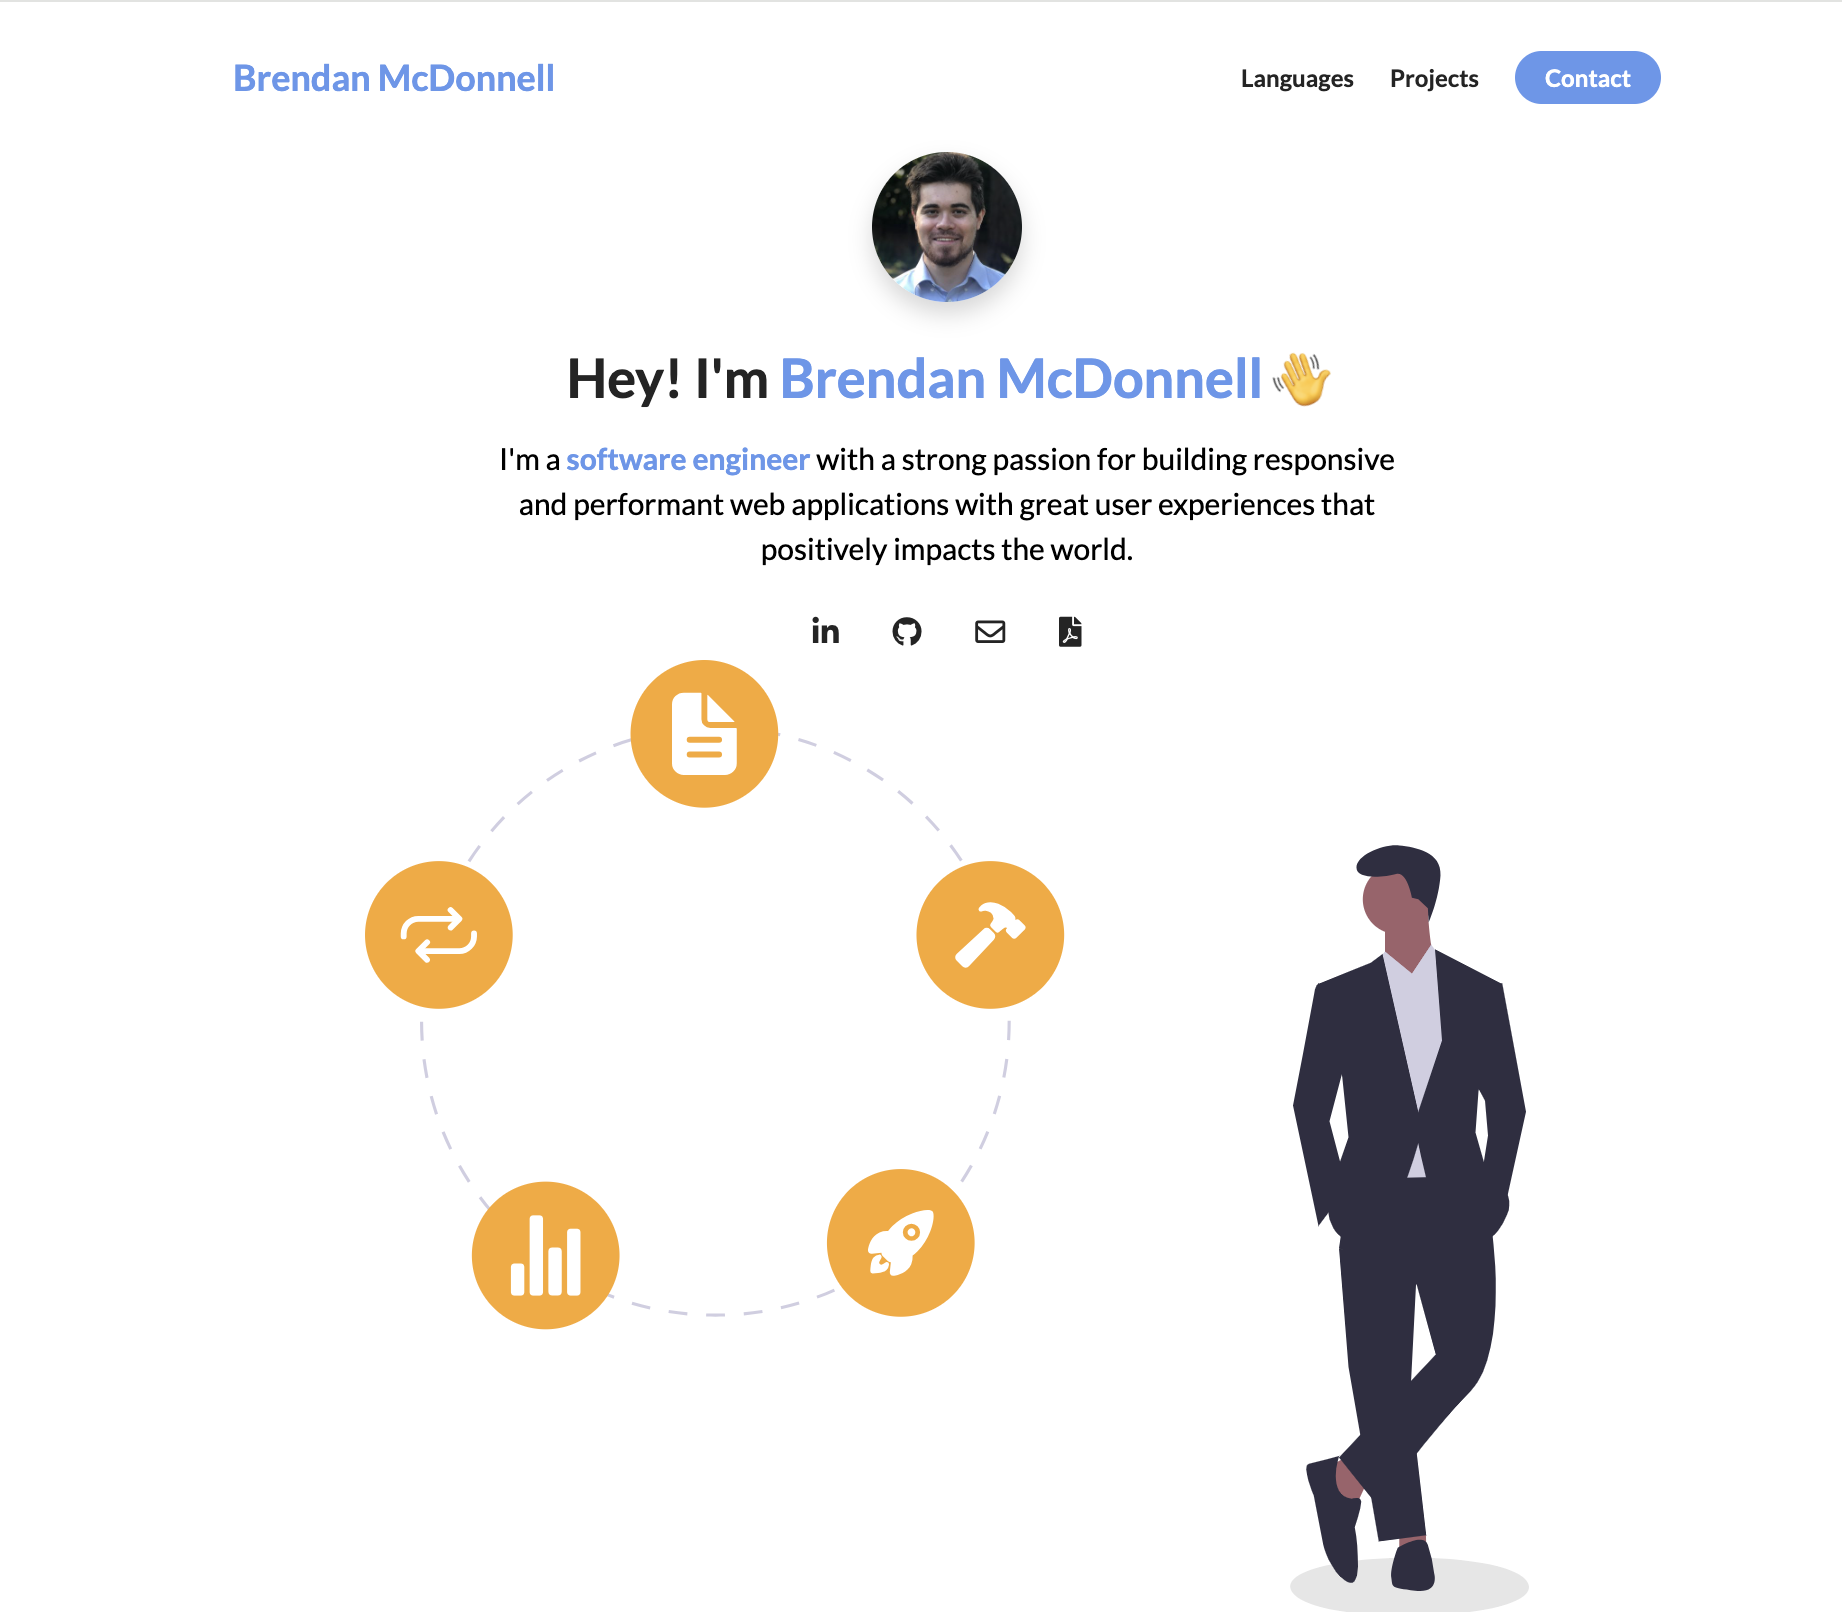 Brendan McDonnell
Languages Projects Contact
Hey! I'm Brendan McDonnell 👋
I'm a software engineer with a strong passion for building responsive
and performant web applications with great user experiences that
positively impacts the world.
in